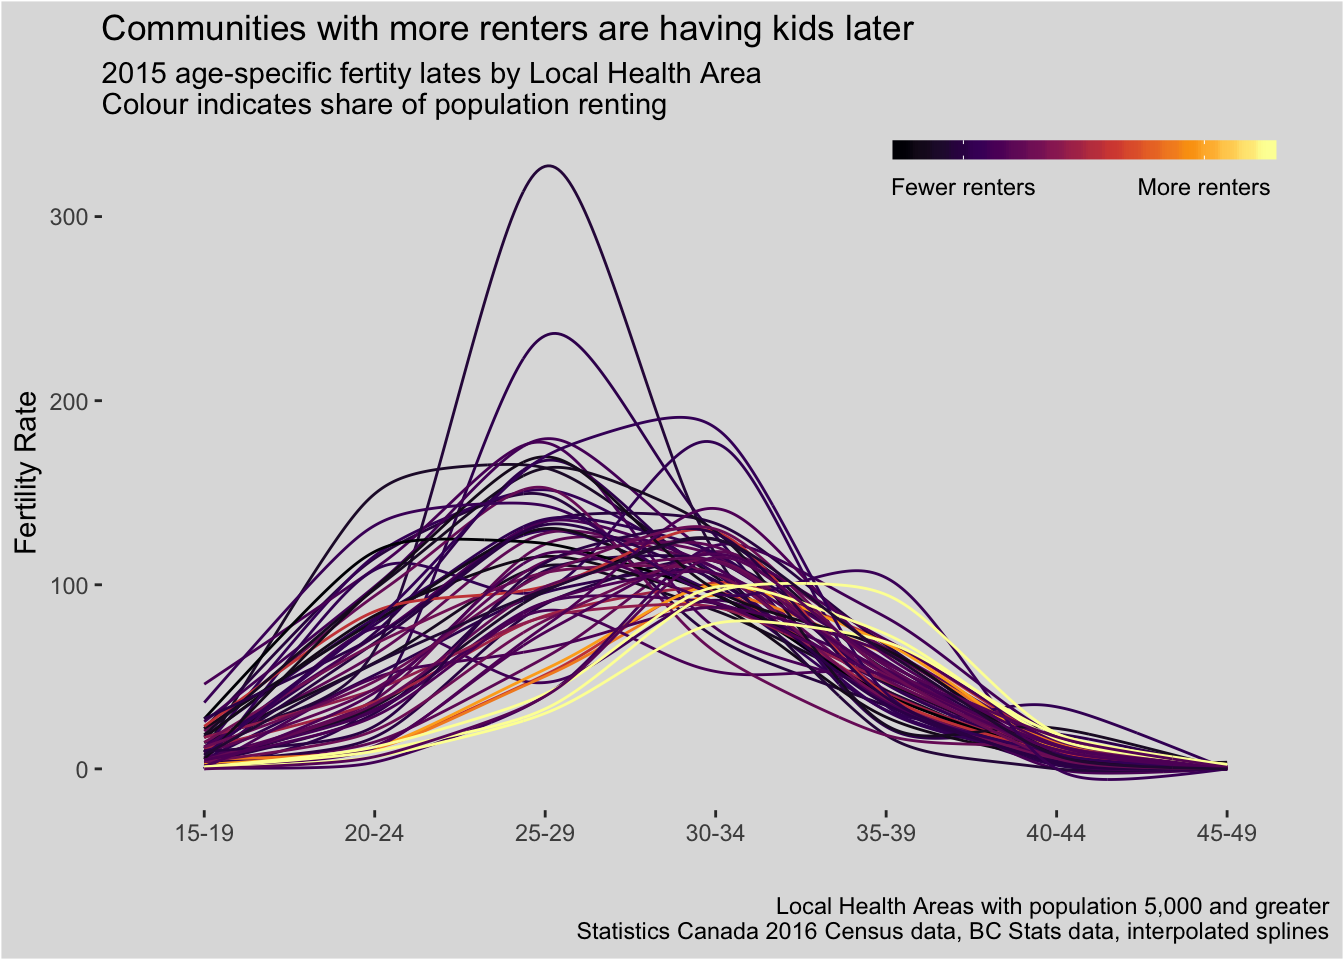 Communities with more renters are having kids later
2015 age-specific fertity lates by Local Health Area
Colour indicates share of population renting
Fewer renters More renters
Fertility Rate
300
200
100
0
15-19 20-24 25-29 30-34 35-39 40-44 45-49
Local Health Areas with population 5,000 and greater
Statistics Canada 2016 Census data, BC Stats data, interpolated splines